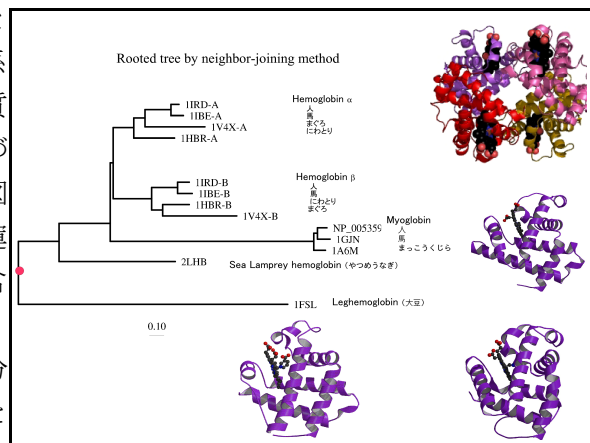 Rooted tree by neighbor-joining method
1IRD-A
1IBE-A
1V4X-A
1HBR-A
Hemoglobin α
人
馬
まぐろ
にわとり
1IRD-B
1IBE-B
1HBR-B
1V4X-B
Hemoglobin β
人
馬
にわとり
まぐろ
NP_005359
1GJN
1A6M
Myoglobin
人
馬
まっこうくじら
2LHB
Sea Lamprey hemoglobin (やつめうなぎ)
1FSL
Leghemoglobin (大豆)
0.10